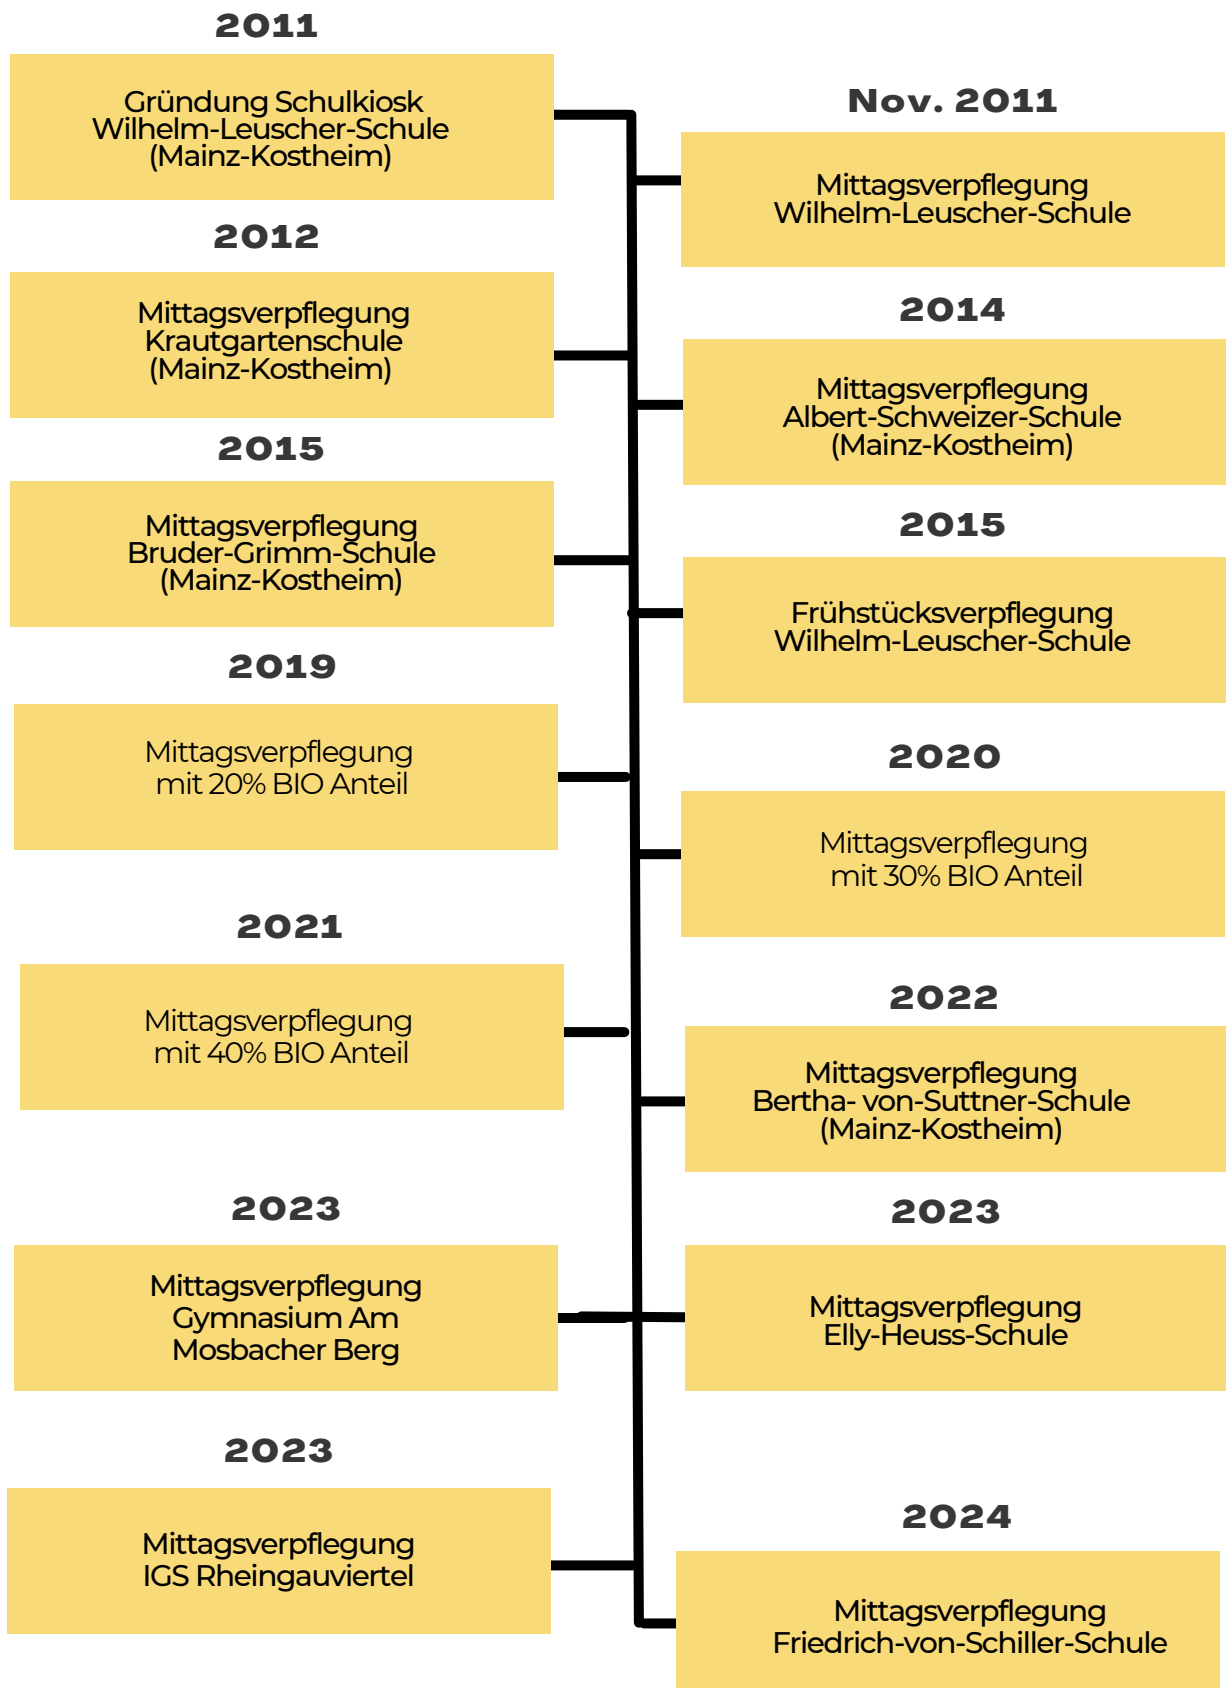 2011
Gründung Schulkiosk
Wilhelm-Leuscher-Schule
(Mainz-Kostheim)
Nov. 2011
Mittagsverpflegung
Wilhelm-Leuscher-Schule
2012
Mittagsverpflegung
Krautgartenschule
(Mainz-Kostheim)
2014
Mittagsverpflegung
Albert-Schweizer-Schule
(Mainz-Kostheim)
2015
Mittagsverpflegung
Bruder-Grimm-Schule
(Mainz-Kostheim)
2015
Frühstücksverpflegung
Wilhelm-Leuscher-Schule
2019
Mittagsverpflegung
mit 20% BIO Anteil
2020
Mittagsverpflegung
mit 30% BIO Anteil
2021
Mittagsverpflegung
mit 40% BIO Anteil
2022
Mittagsverpflegung
Bertha- von-Suttner-Schule
(Mainz-Kostheim)
2023
Mittagsverpflegung
Gymnasium Am
Mosbacher Berg
2023
Mittagsverpflegung
Elly-Heuss-Schule
2023
Mittagsverpflegung
IGS Rheingauviertel
2024
Mittagsverpflegung
Friedrich-von-Schiller-Schule